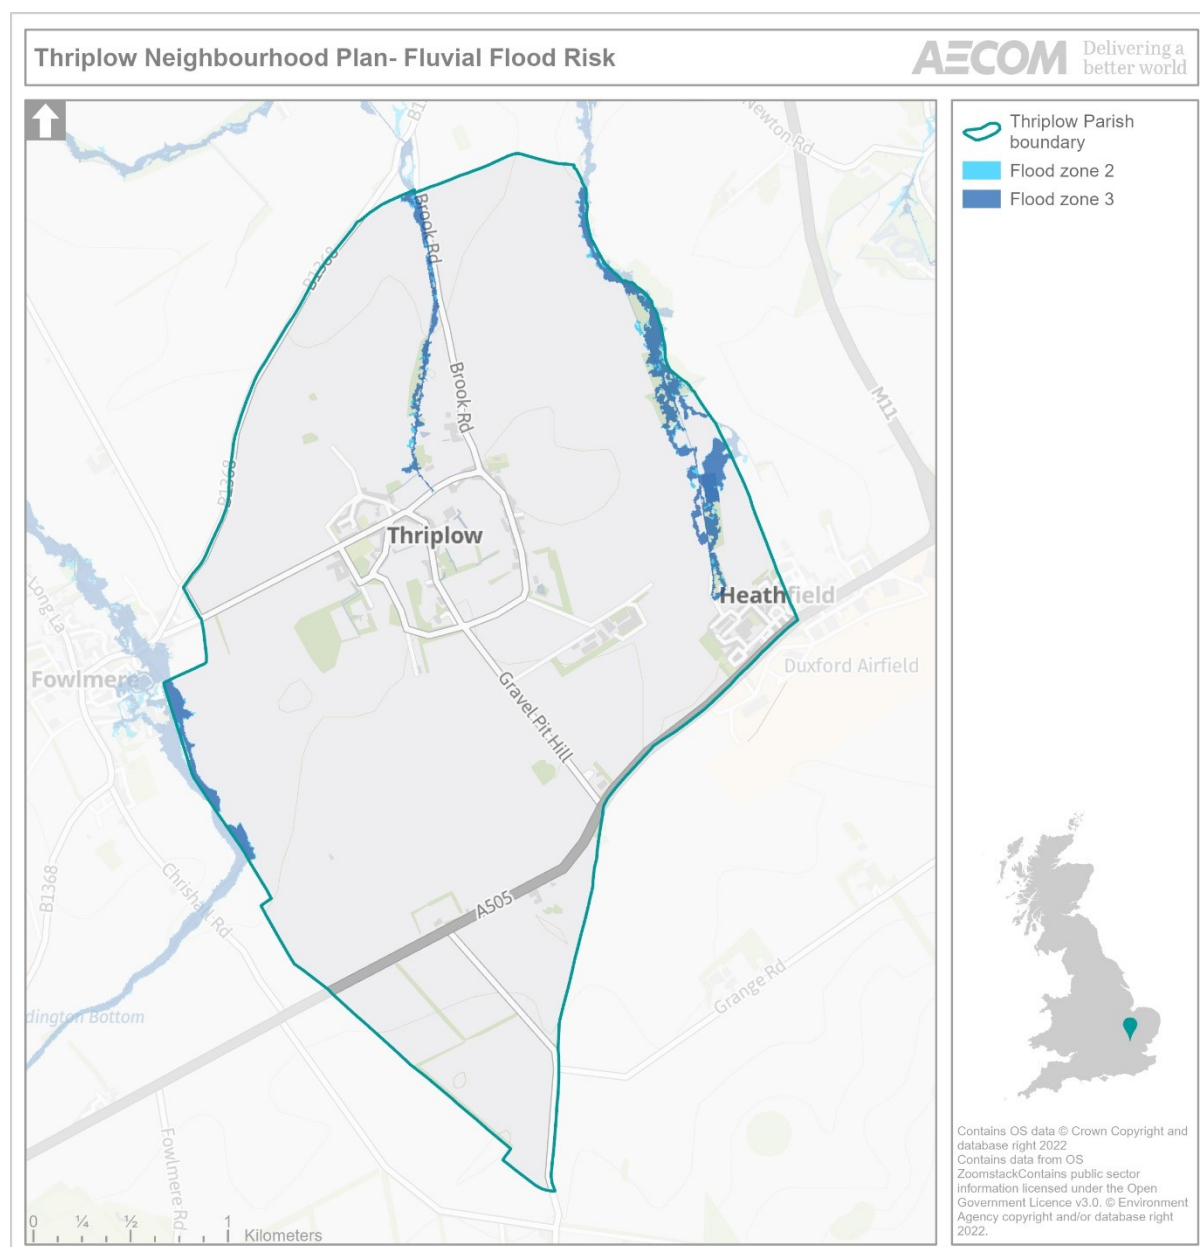 Thriplow Neighbourhood Plan- Fluvial Flood Risk
AECOM
Delivering a
better world
Thriplow Parish
boundary
Flood zone 2
Flood zone 3
Newton Rd
B1
Brook Rd
B1368
Brook Rd
M11
B1368
Thriplow
Heathfield
Long La
Duxford Airfield
Fowlmere
Gravel Pit Hill
B1368
Chrishall Rd
A505
Grange Rd
dington Bottom
Fowlmere Rd
0 ¼ ½ 1
Kilometers
Contains OS data © Crown Copyright and
database right 2022
Contains data from OS
ZoomstackContains public sector
information licensed under the Open
Government Licence v3.0. © Environment
Agency copyright and/or database right
2022.